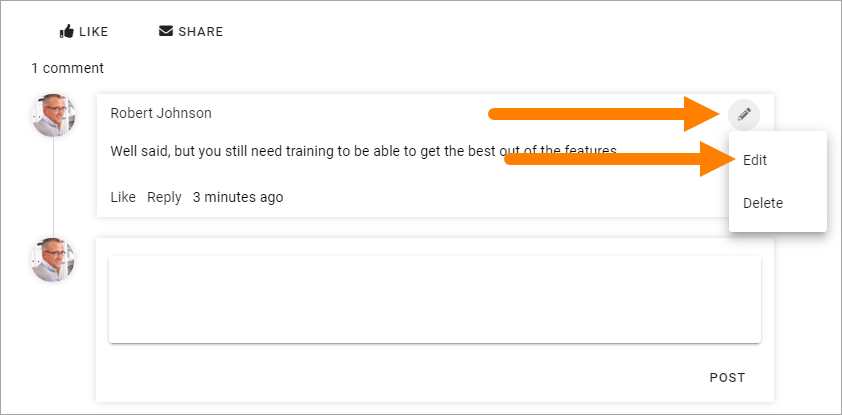 LIKE SHARE
1 comment
Robert Johnson
Well said, but you still need training to be able to get the best out of the features
Edit
Like Reply 3 minutes ago
Delete
POST